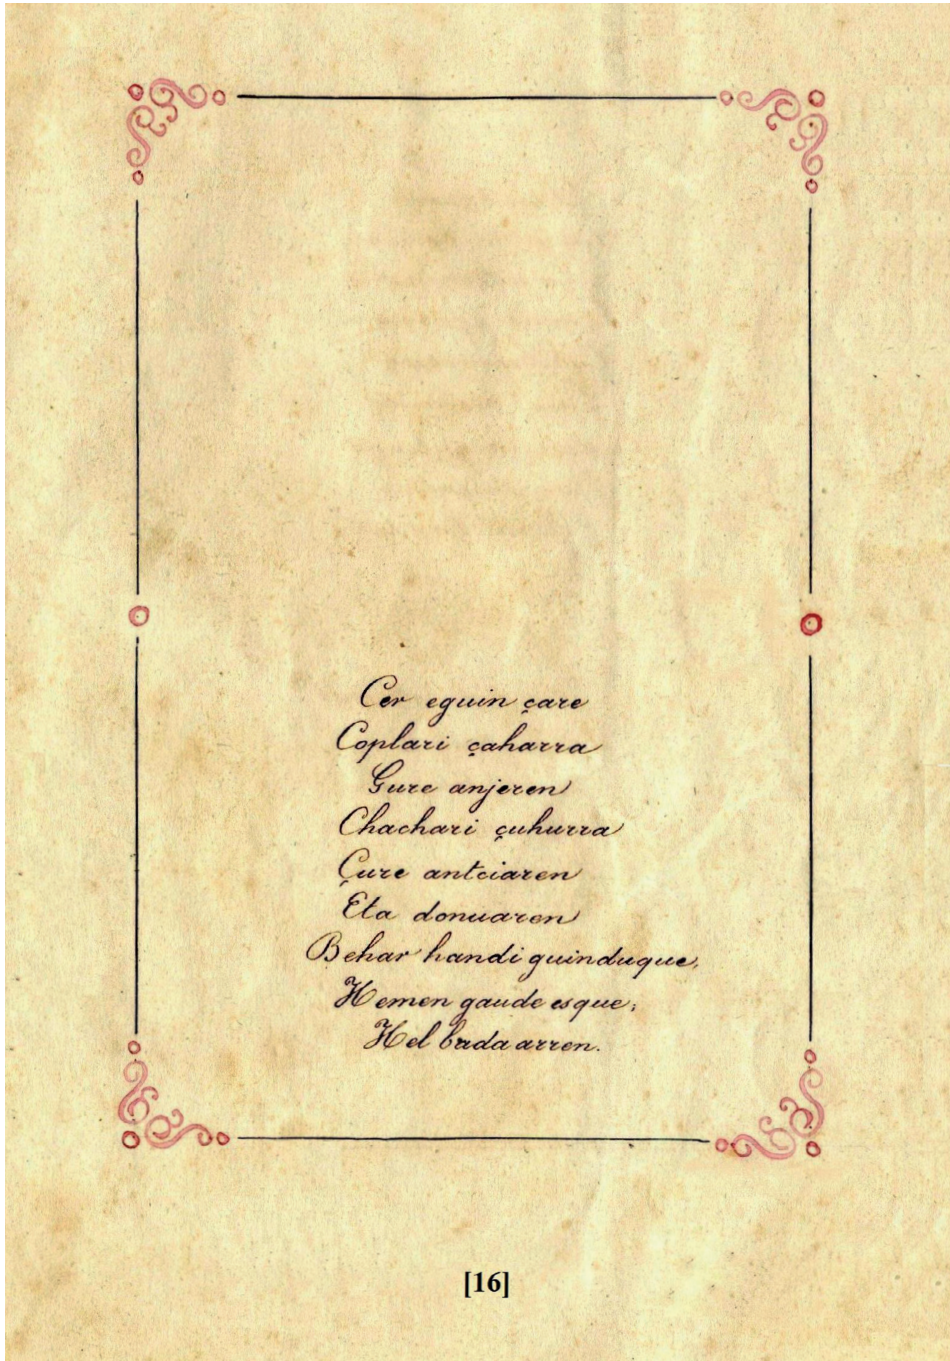 Cer eguin çare
Coplari çaharra
Gure anjeren
Chachari çuhurra
Çure antciaren
Eta donuaren
Behar handi guinduque,
Hemen gaude esque;
Hel bada arren.
[16]